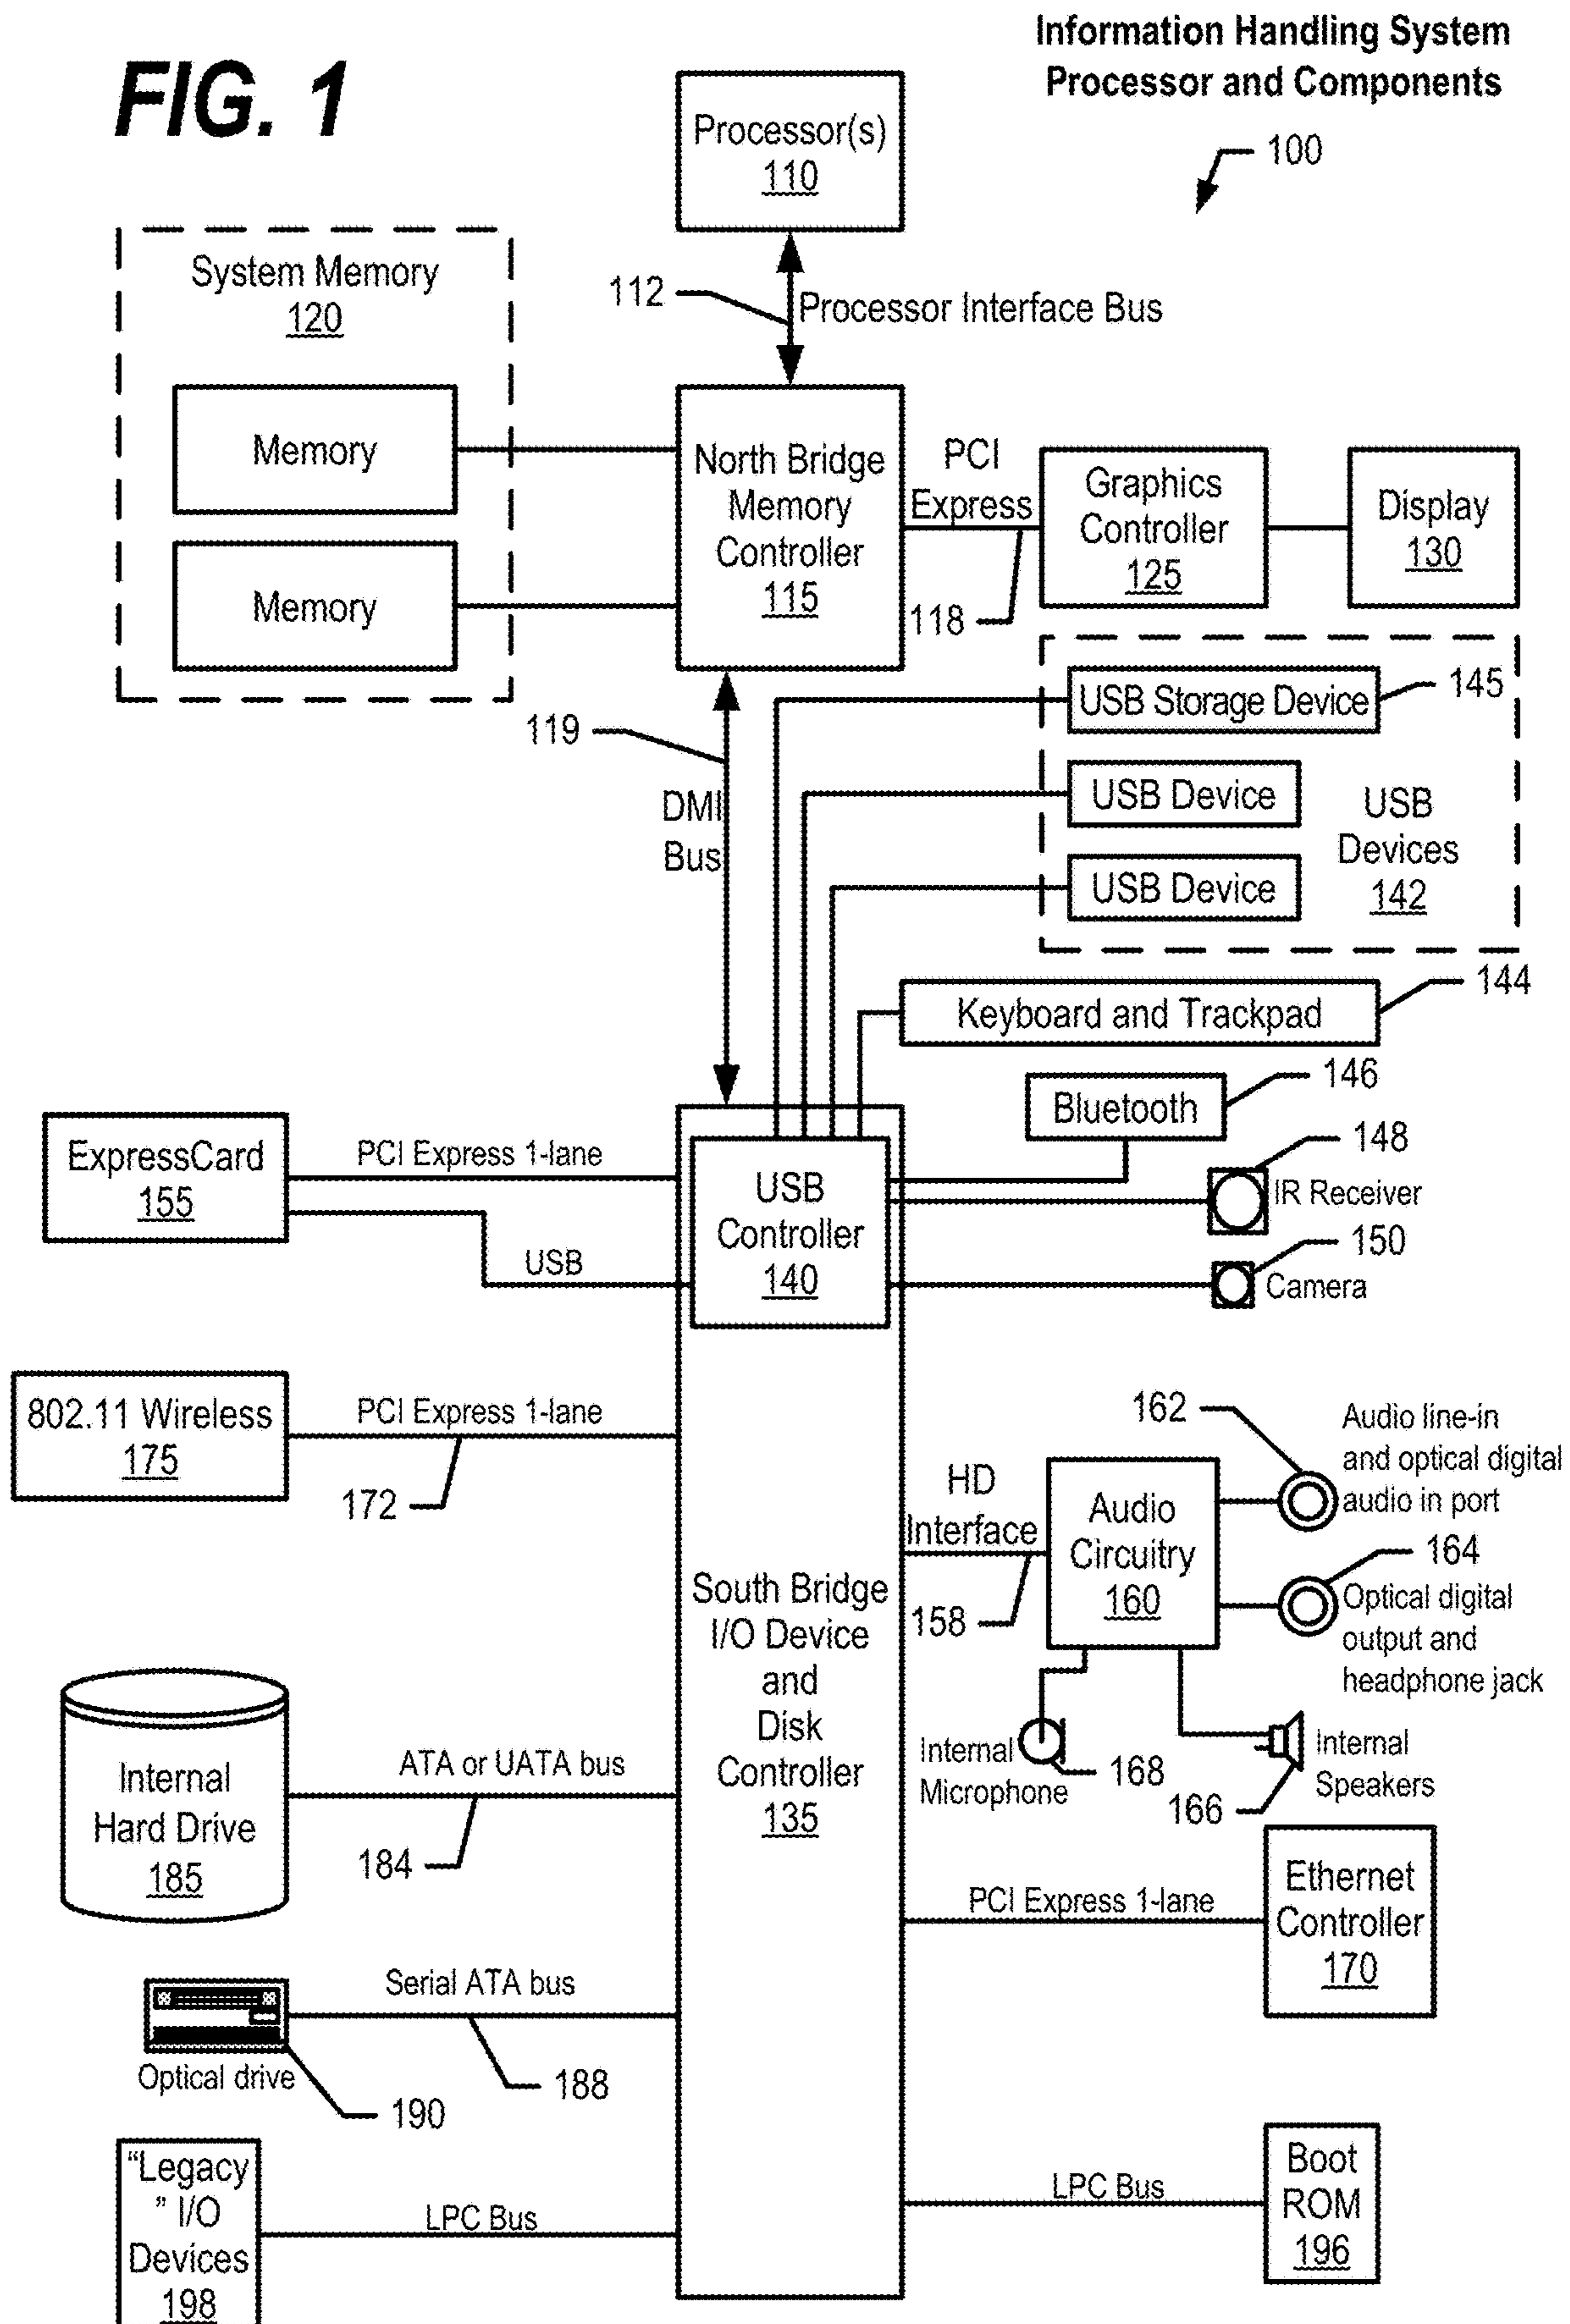 FIG. 1
Information Handling System
Processor and Components
100
Processor(s)
110
112
Processor Interface Bus
System Memory
120
Memory
Memory
North Bridge
Memory
Controller
115
PCI
Express
118
Graphics
Controller
125
Display
130
119
DMI
Bus
USB Storage Device
145
USB Device
USB Device
USB
Devices
142
Keyboard and Trackpad
144
Bluetooth
146
148
IR Receiver
150
Camera
ExpressCard
155
PCI Express 1-lane
USB
USB
Controller
140
802.11 Wireless
175
PCI Express 1-lane
172
HD
Interface
158
Audio
Circuitry
160
162
Audio line-in
and optical digital
audio in port
164
Optical digital
output and
headphone jack
Internal
Microphone
168
166
Internal
Speakers
South Bridge
I/O Device
and
Disk
Controller
135
Internal
Hard Drive
185
ATA or UATA bus
184
PCI Express 1-lane
Ethernet
Controller
170
Serial ATA bus
188
Optical drive
190
"Legacy
" I/O
Devices
198
LPC Bus
LPC Bus
Boot
ROM
196